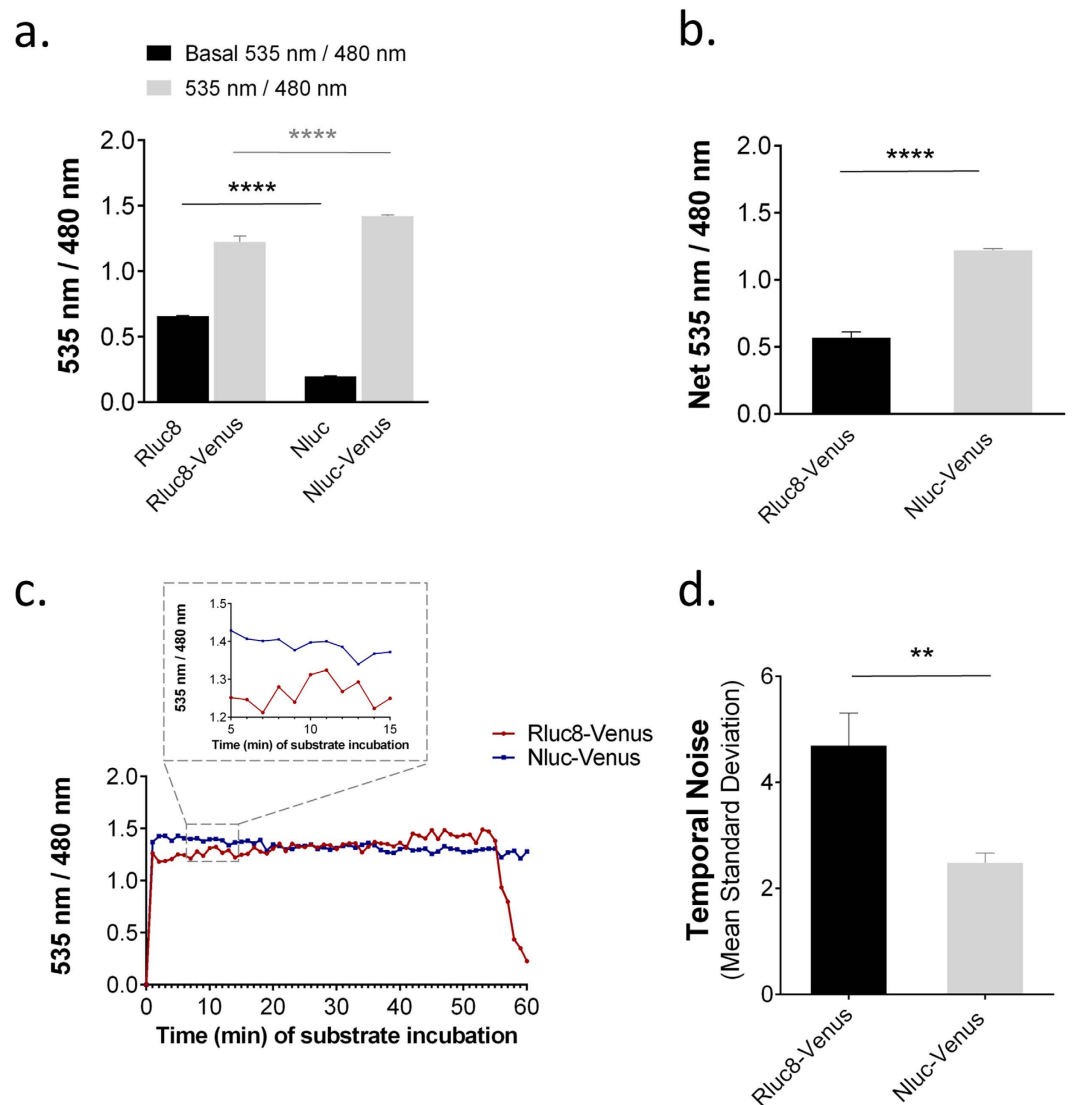 a.
Basal 535 nm / 480 nm
535 nm / 480 nm
535 nm / 480 nm
2.0
1.5
1.0
0.5
0.0
****
****
Rluc8
Rluc8-Venus
Nluc
Nluc-Venus
b.
Net 535 nm / 480 nm
2.0
1.5
1.0
0.5
0.0
****
Rluc8-Venus
Nluc-Venus
c.
535 nm / 480 nm
1.5
1.4
1.3
1.2
5
10
15
Time (min) of substrate incubation
Rluc8-Venus
Nluc-Venus
535 nm / 480 nm
2.0
1.5
1.0
0.5
0.0
0
10
20
30
40
50
60
Time (min) of substrate incubation
d.
Temporal Noise
(Mean Standard Deviation)
6
4
2
0
**
Rluc8-Venus
Nluc-Venus